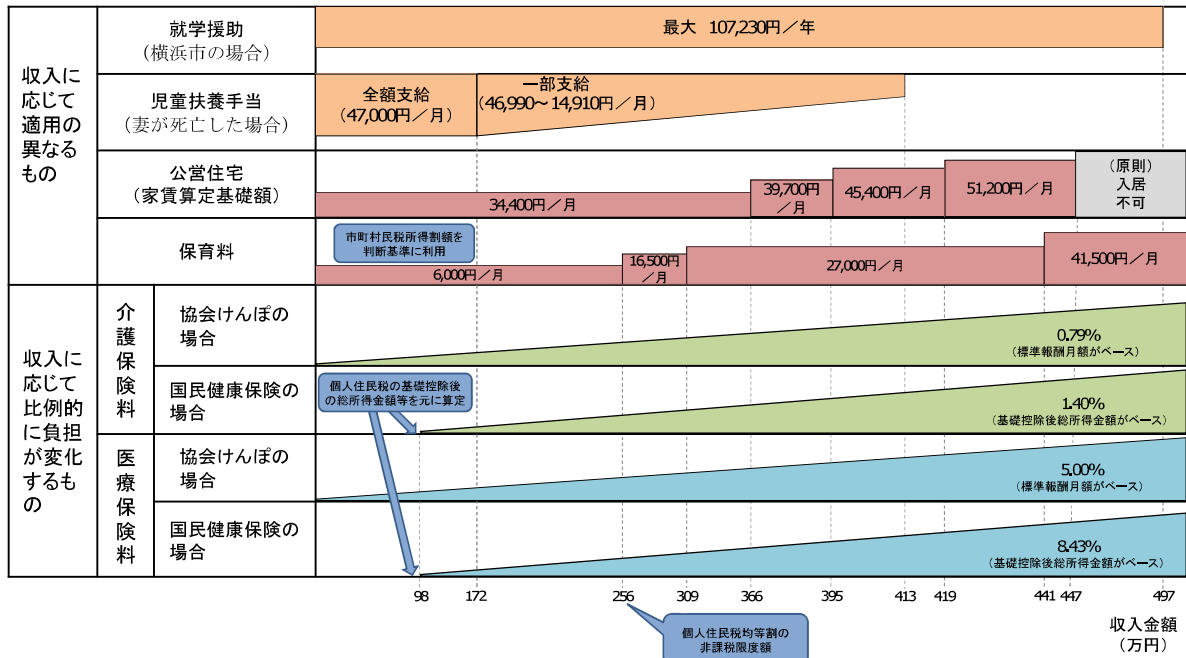 収入に
応じて
適用の
異なる
もの
就学援助
(横浜市の場合)
最大 107,230円／年
児童扶養手当
(妻が死亡した場合)
全額支給
(47,000円／月)
一部支給
(46,990～14,910円／月)
公営住宅
(家賃算定基礎額)
34,400円／月
39,700円
／月
45,400円／月
51,200円／月
(原則)
入居
不可
保育料
市町村民税所得割額を
判断基準に利用
6,000円／月
16,500円
／月
27,000円／月
41,500円／月
収入に
応じて
比例的
に負担
が変化
するもの
介護保険料
協会けんぽの
場合
0.79%
(標準報酬月額がベース)
国民健康保険の
場合
個人住民税の基礎控除後
の総所得金額等を元に算定
1.40%
(基礎控除後総所得金額がベース)
医療保険料
協会けんぽの
場合
5.00%
(標準報酬月額がベース)
国民健康保険の
場合
8.43%
(基礎控除後総所得金額がベース)
98 172 256 309 366 395 413 419 441 447 497
個人住民税均等割の
非課税限度額
収入金額
(万円)